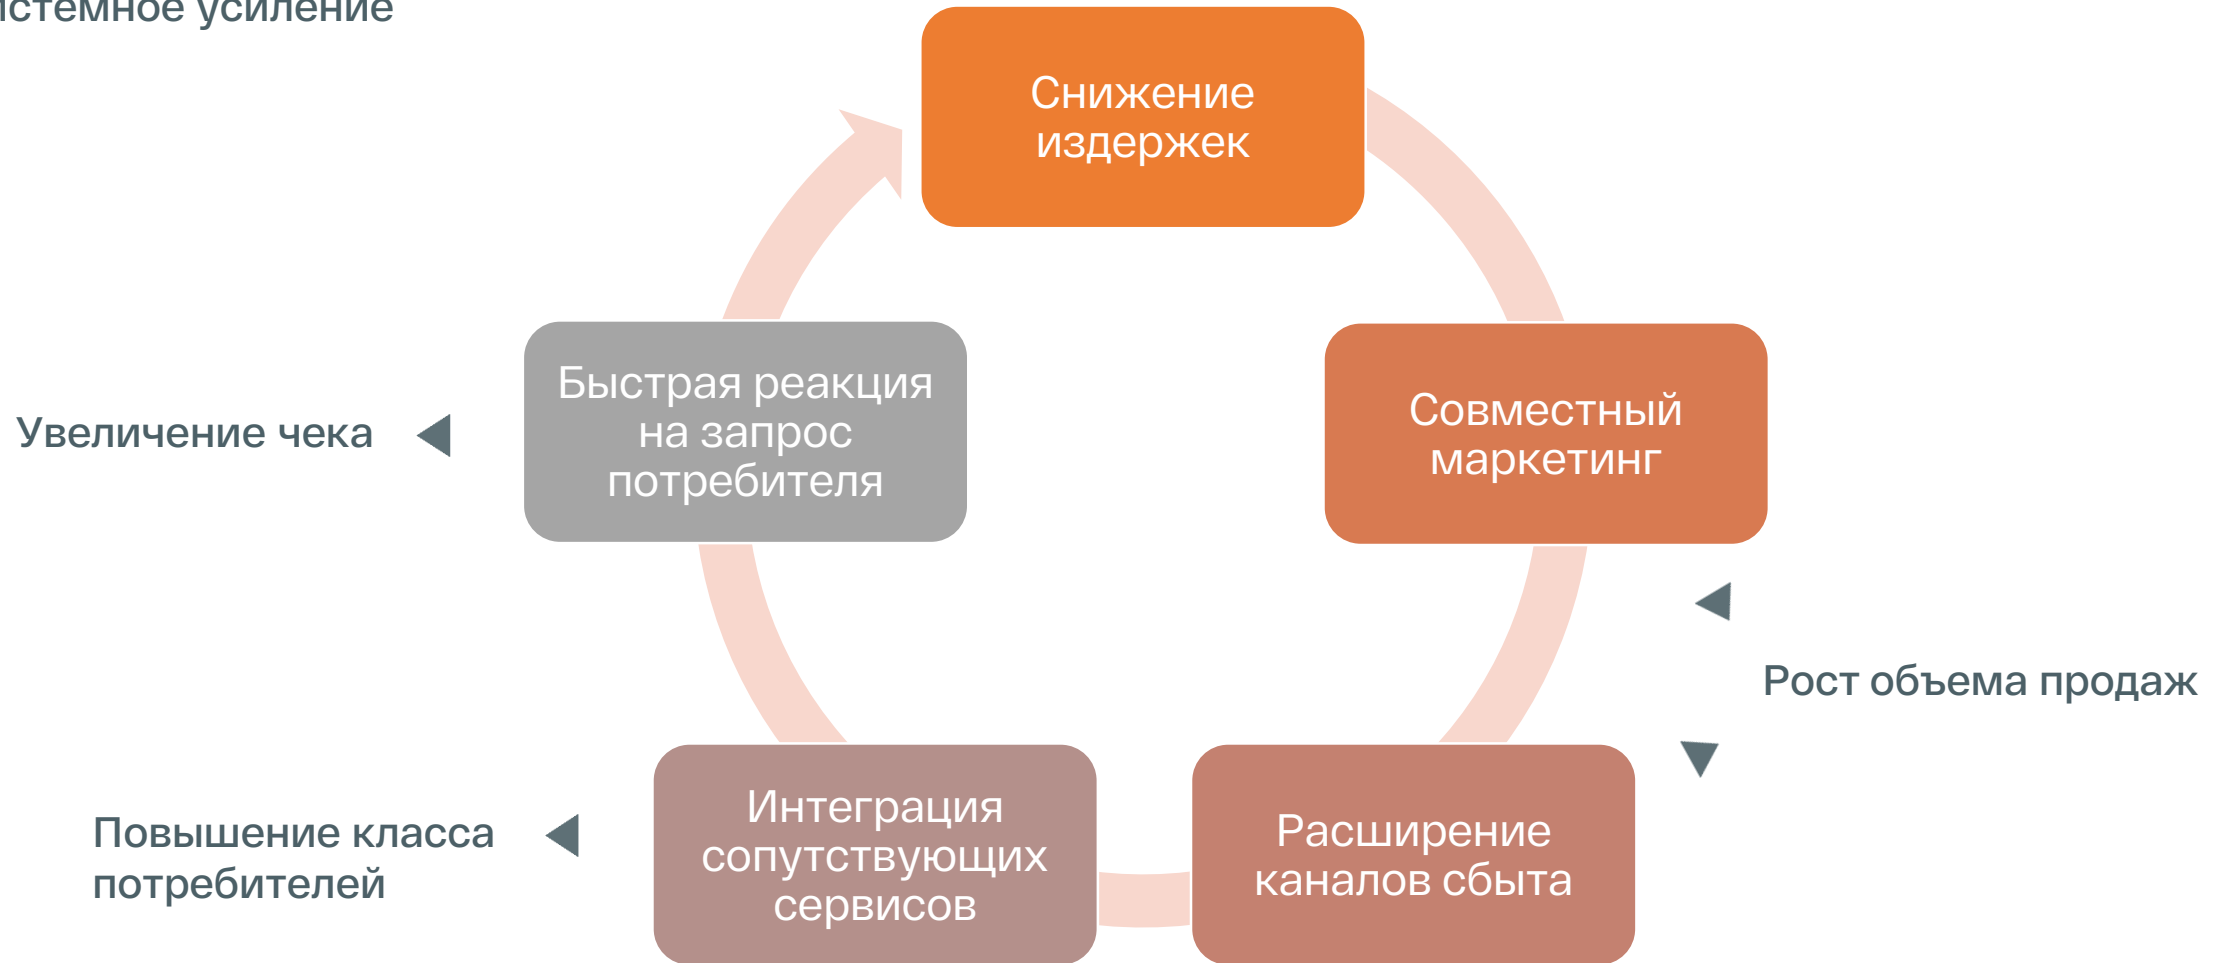 усиление
Снижение
издержек
Быстрая реакция
на запрос
потребителя
Увеличение чека
Совместный
маркетинг
Рост объема продаж
Интеграция
сопутствующих
сервисов
Повышение класса
потребителей
Расширение
каналов сбыта